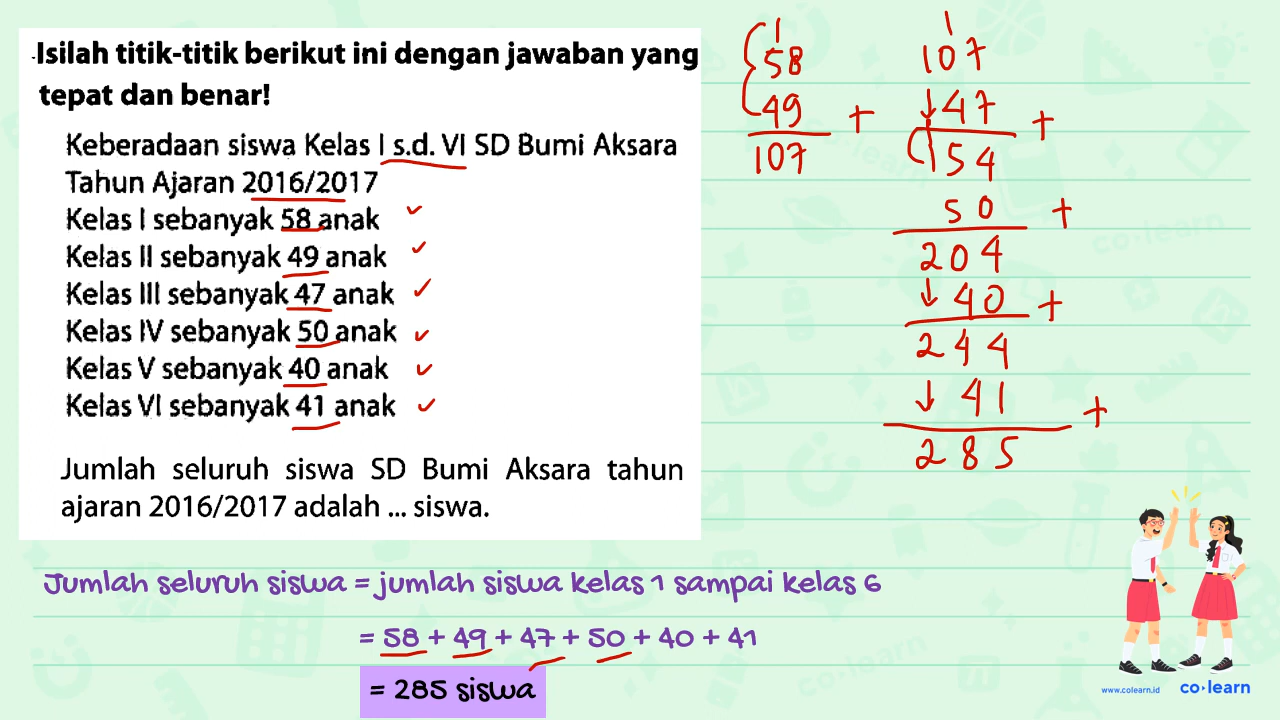 Isilah titik-titik berikut ini dengan jawaban yang
tepat dan benar!
Keberadaan siswa Kelas I s.d. VI SD Bumi Aksara
Tahun Ajaran 2016/2017
Kelas I sebanyak 58 anak
Kelas II sebanyak 49 anak
Kelas III sebanyak 47 anak
Kelas IV sebanyak 50 anak
Kelas V sebanyak 40 anak
Kelas VI sebanyak 41 anak
Jumlah seluruh siswa SD Bumi Aksara tahun
ajaran 2016/2017 adalah ... siswa.
1
58
49 +
107
1
107
47 +
154
50 +
204
40 +
244
41 +
285
Jumlah seluruh siswa = jumlah siswa kelas 1 sampai kelas 6
= 58 + 49 + 47 + 50 + 40 + 41
= 285 siswa
www.colearn.id
co·learn